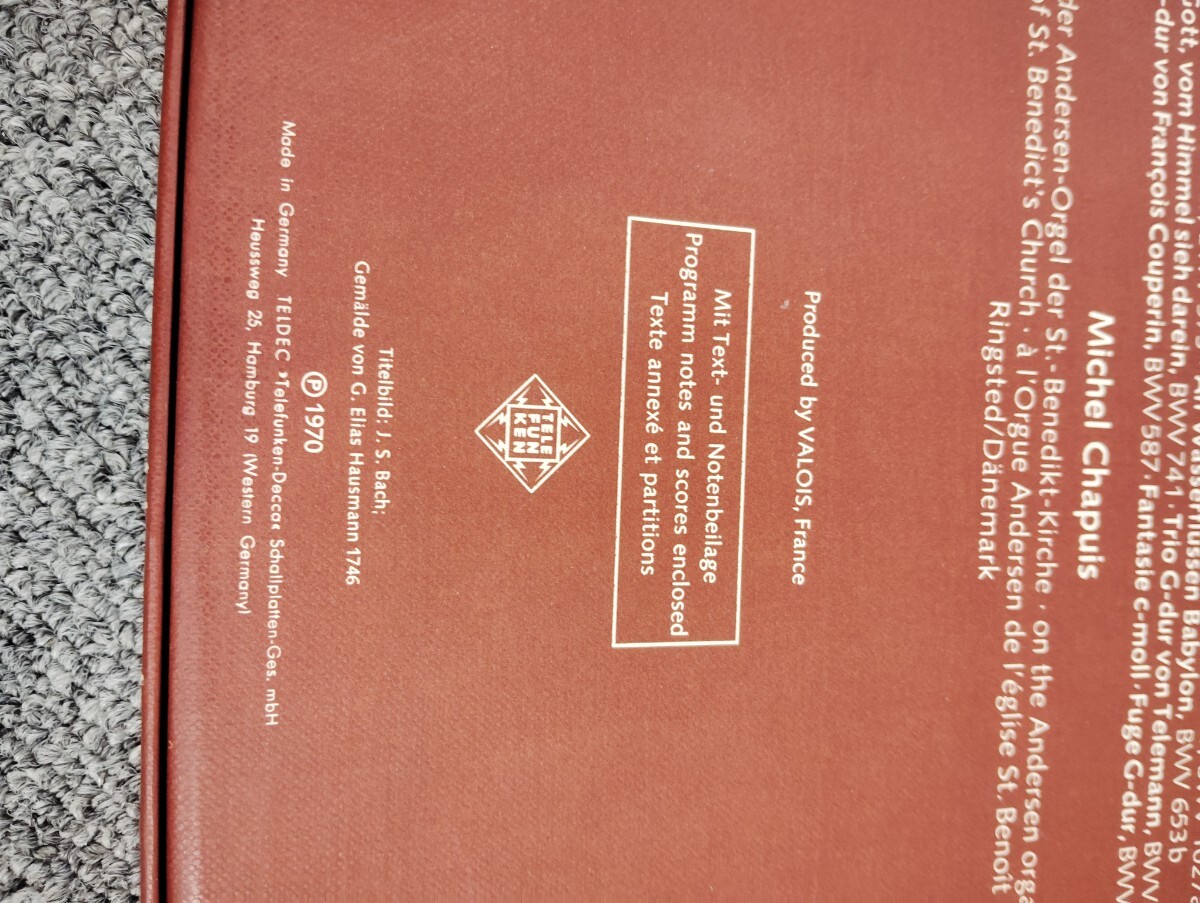 Gott, vom Himmel sieh darein, BWV 741 · Trio G-dur von Telemann, BWV
-dur von François Couperin, BWV 587 · Fantasie c-moll · Fuge G-dur, BWV
Michel Chapuis
der Andersen-Orgel der St.-Benedikt-Kirche · on the Andersen orga
of St. Benedict's Church · à l'Orgue Andersen de l'église St. Benoît
Ringsted/Dänemark
Produced by VALOIS, France
Mit Text- und Notenbeilage
Programm notes and scores enclosed
Texte annexé et partitions
TELE
FUN
KEN
Titelbild: J. S. Bach;
Gemälde von G. Elias Hausmann 1746
Ⓟ 1970
Made in Germany TELDEC »Telefunken-Decca« Schallplatten-Ges. mbH
Heussweg 25, Hamburg 19 (Western Germany)